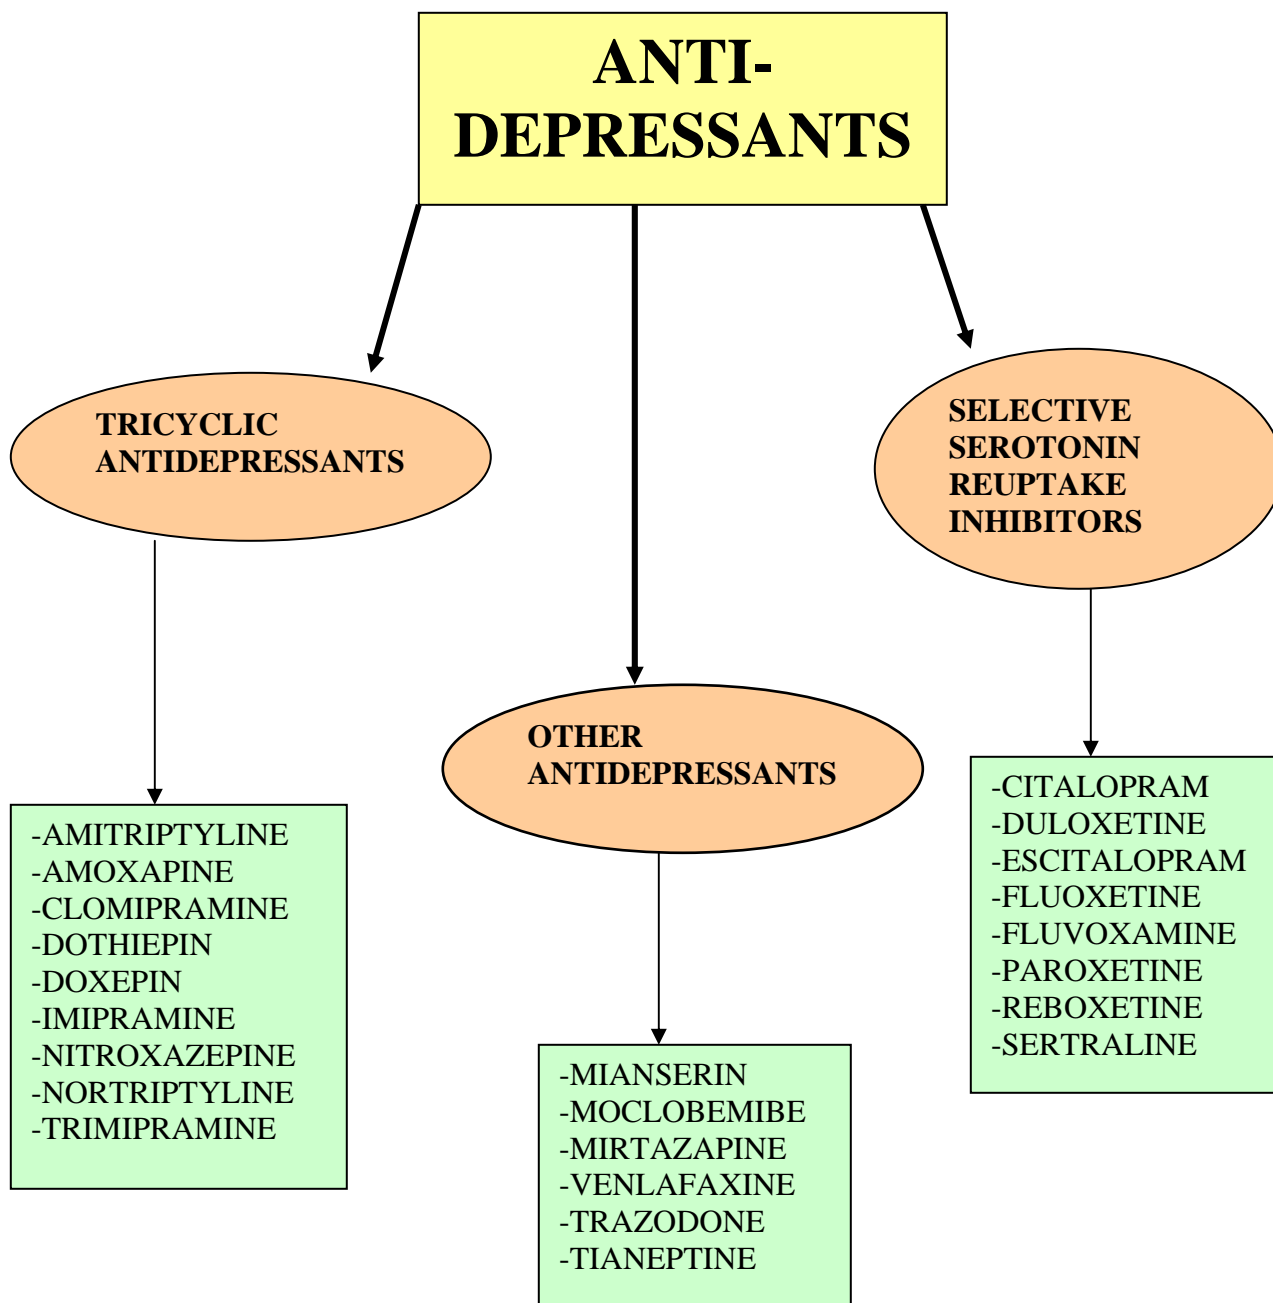 ANTI-
DEPRESSANTS
TRICYCLIC
ANTIDEPRESSANTS
SELECTIVE
SEROTONIN
REUPTAKE
INHIBITORS
OTHER
ANTIDEPRESSANTS
-AMITRIPTYLINE
-AMOXAPINE
-CLOMIPRAMINE
-DOTHIEPIN
-DOXEPIN
-IMIPRAMINE
-NITROXAZEPINE
-NORTRIPTYLINE
-TRIMIPRAMINE
-MIANSERIN
-MOCLOBEMIBE
-MIRTAZAPINE
-VENLAFAXINE
-TRAZODONE
-TIANEPTINE
-CITALOPRAM
-DULOXETINE
-ESCITALOPRAM
-FLUOXETINE
-FLUVOXAMINE
-PAROXETINE
-REBOXETINE
-SERTRALINE